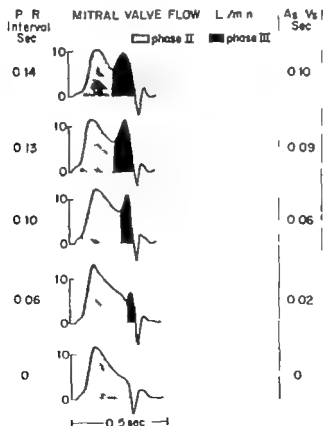 P R MITRAL VALVE FLOW L/min As Vs
Interval Sec
Sec
phase II phase III
0.14 10 0 0.10
0.13 10 0 0.09
0.10 10 0 0.06
0.06 10 0 0.02
0 10 0 0
0.5 sec